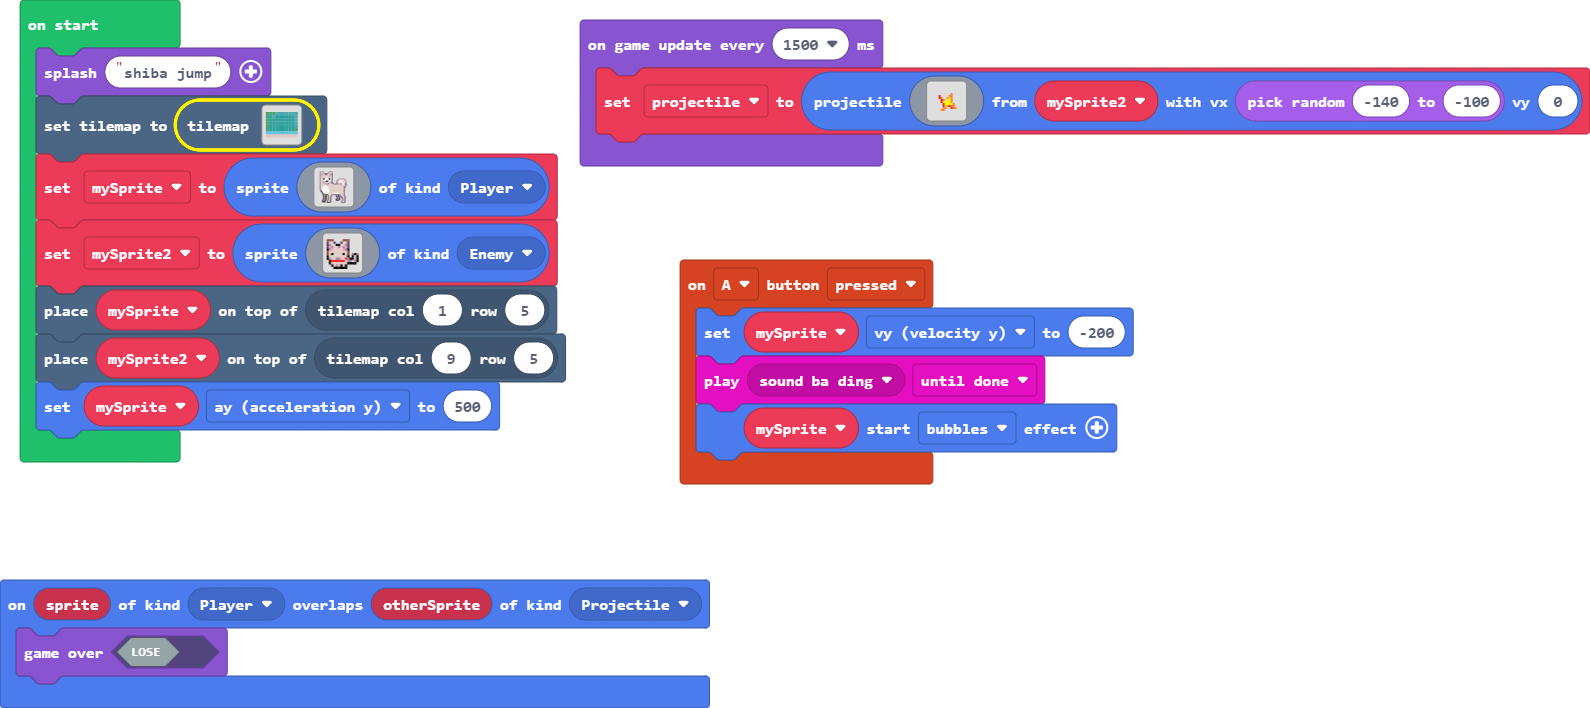 on start
splash "shiba jump"
set tilemap to tilemap
set mySprite to sprite of kind Player
set mySprite2 to sprite of kind Enemy
place mySprite on top of tilemap col 1 row 5
place mySprite2 on top of tilemap col 9 row 5
set mySprite ay (acceleration y) to 500
on game update every 1500 ms
set projectile to projectile from mySprite2 with vx pick random -140 to -100 vy 0
on A button pressed
set mySprite vy (velocity y) to -200
play sound ba ding until done
mySprite start bubbles effect
on sprite of kind Player overlaps otherSprite of kind Projectile
game over LOSE